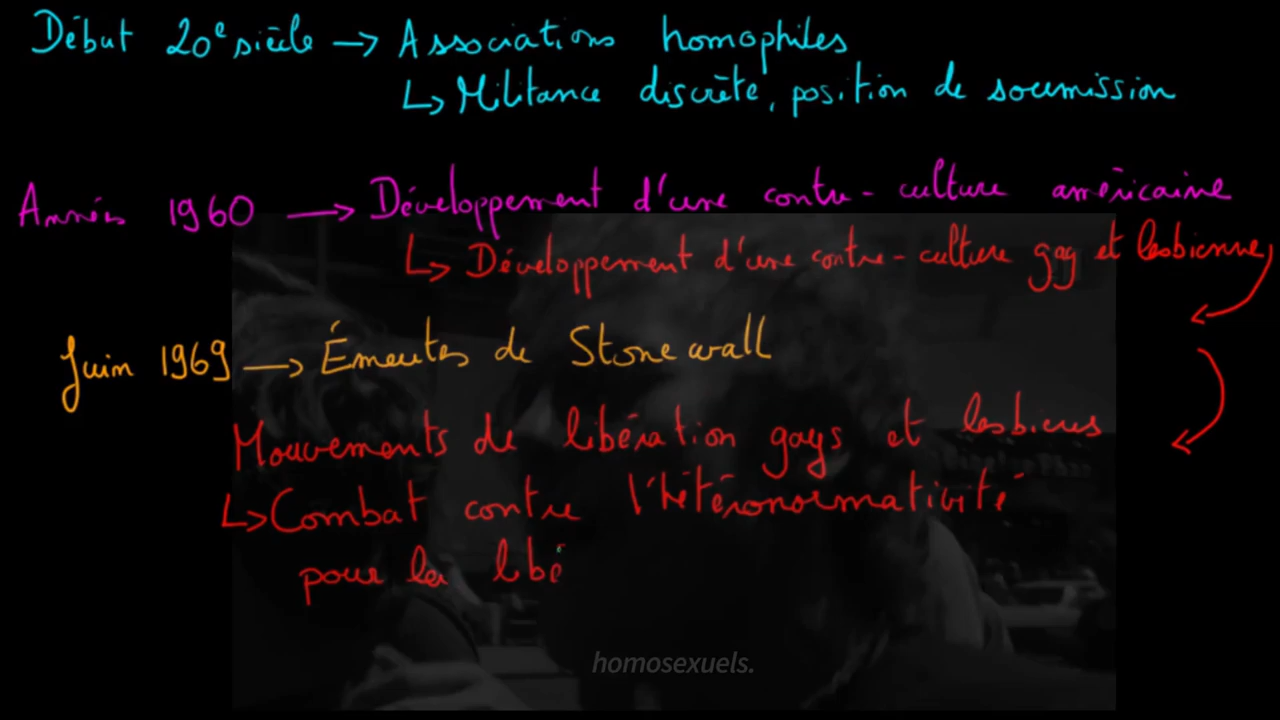 Début 20e siècle → Associations homophiles
↳ Militance discrète, position de soumission
Années 1960 → Développement d'une contre-culture américaine
↳ Développement d'une contre-culture gay et lesbienne,
Juin 1969 → Émeutes de Stonewall
Mouvements de libération gays et lesbiens
↳ Combat contre l'hétéronormativité
pour la libé
homosexuels.